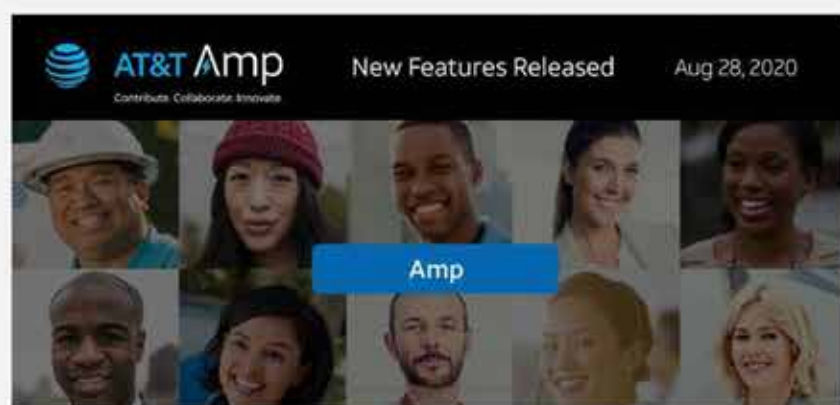 AT&T Amp
Contribute. Collaborate. Innovate
New Features Released
Aug 28, 2020
Amp